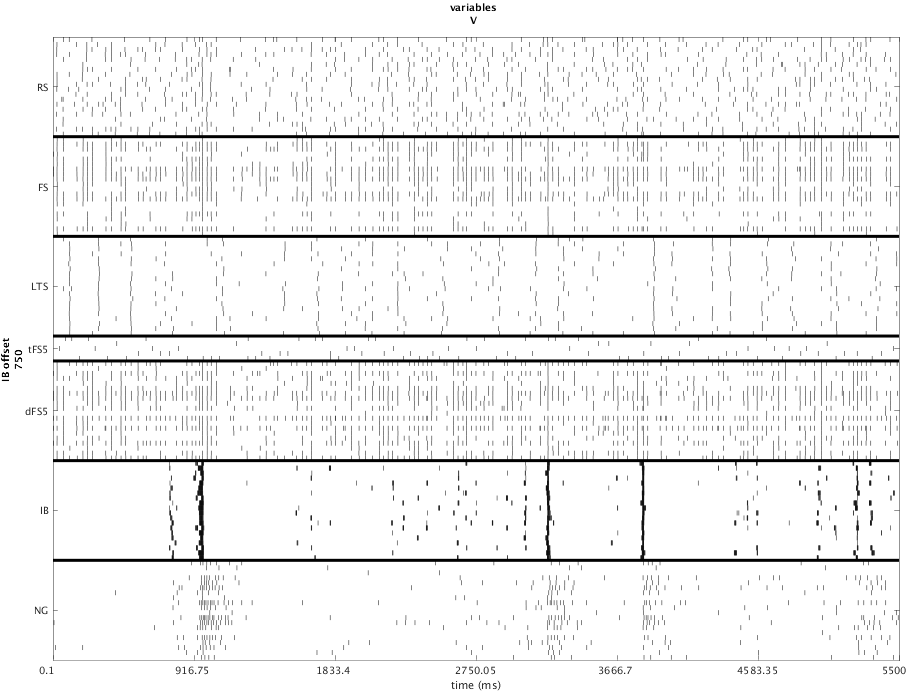 variables
V
RS
FS
LTS
tFS5
dFS5
IB
NG
IB offset
750
0.1 916.75 1833.4 2750.05 3666.7 4583.35 5500
time (ms)